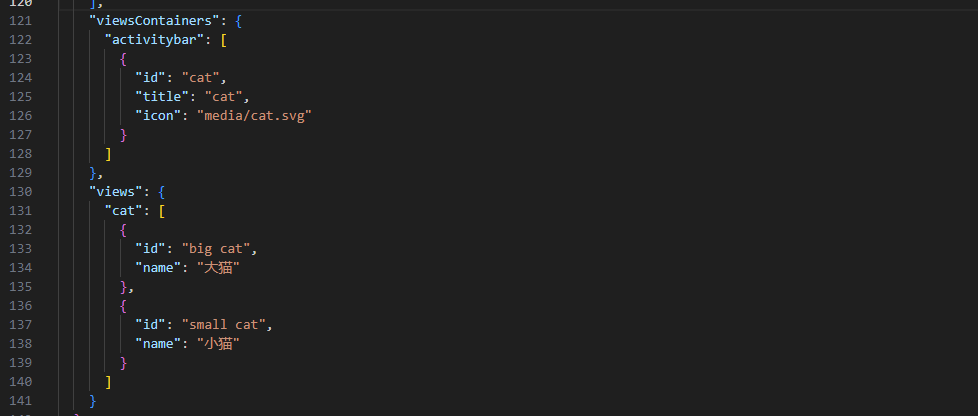 120 ],
121 "viewsContainers": {
122 "activitybar": [
123 {
124 "id": "cat",
125 "title": "cat",
126 "icon": "media/cat.svg"
127 }
128 ]
129 },
130 "views": {
131 "cat": [
132 {
133 "id": "big cat",
134 "name": "大猫"
135 },
136 {
137 "id": "small cat",
138 "name": "小猫"
139 }
140 ]
141 }